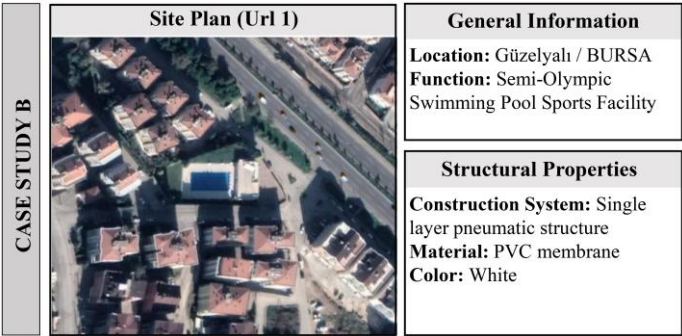 CASE STUDY B
Site Plan (Url 1)
General Information
Location: Güzelyalı / BURSA
Function: Semi-Olympic
Swimming Pool Sports Facility
Structural Properties
Construction System: Single
layer pneumatic structure
Material: PVC membrane
Color: White